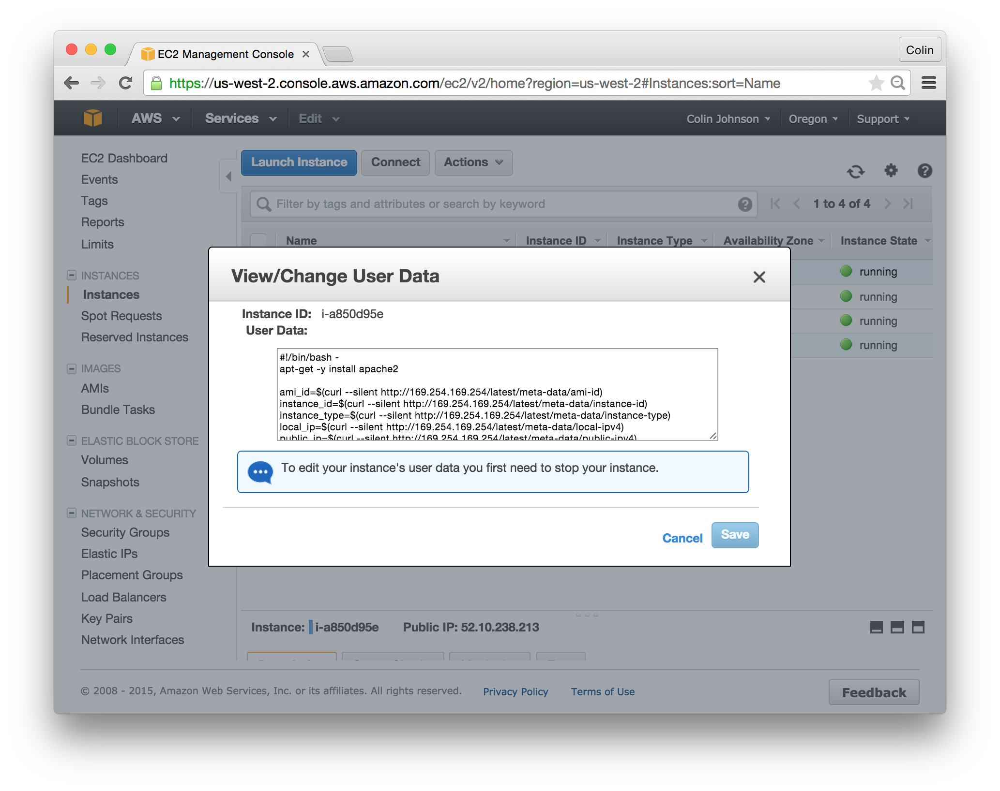 EC2 Management Console
Colin
https://us-west-2.console.aws.amazon.com/ec2/v2/home?region=us-west-2#Instances:sort=Name
AWS Services Edit Colin Johnson Oregon Support
EC2 Dashboard
Events
Tags
Reports
Limits
INSTANCES
Instances
Spot Requests
Reserved Instances
IMAGES
AMIs
Bundle Tasks
ELASTIC BLOCK STORE
Volumes
Snapshots
NETWORK & SECURITY
Security Groups
Elastic IPs
Placement Groups
Load Balancers
Key Pairs
Network Interfaces
Launch Instance Connect Actions
Filter by tags and attributes or search by keyword
1 to 4 of 4
Name Instance ID Instance Type Availability Zone Instance State
running
running
running
running
View/Change User Data
Instance ID: i-a850d95e
User Data:
#!/bin/bash -
apt-get -y install apache2
ami_id=$(curl --silent http://169.254.169.254/latest/meta-data/ami-id)
instance_id=$(curl --silent http://169.254.169.254/latest/meta-data/instance-id)
instance_type=$(curl --silent http://169.254.169.254/latest/meta-data/instance-type)
local_ip=$(curl --silent http://169.254.169.254/latest/meta-data/local-ipv4)
public_ip=$(curl --silent http://169.254.169.254/latest/meta-data/public-ipv4)
To edit your instance's user data you first need to stop your instance.
Cancel Save
Instance: i-a850d95e Public IP: 52.10.238.213
© 2008 - 2015, Amazon Web Services, Inc. or its affiliates. All rights reserved. Privacy Policy Terms of Use
Feedback